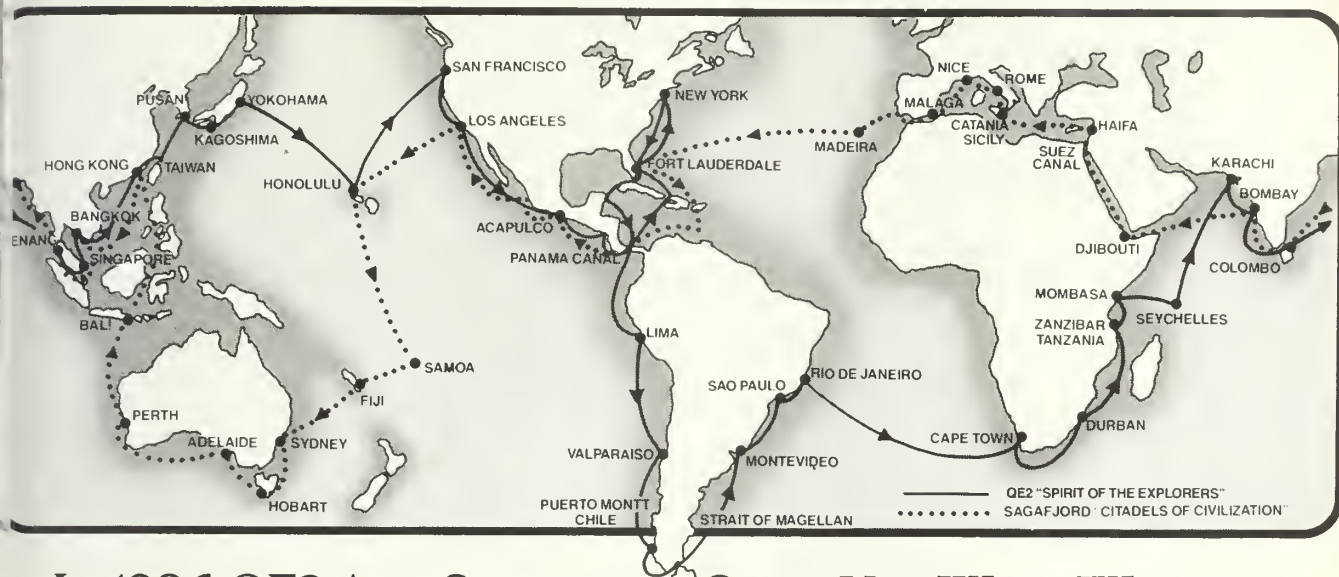 SAN FRANCISCO
NEW YORK
NICE
ROME
PUSAN
YOKOHAMA
MALAGA
KAGOSHIMA
LOS ANGELES
CATANIA
SICILY
HAIFA
MADEIRA
HONG KONG
TAIWAN
FORT LAUDERDALE
SUEZ
CANAL
KARACHI
HONOLULU
BOMBAY
BANGKOK
ACAPULCO
ENANG
SINGAPORE
PANAMA CANAL
DJIBOUTI
COLOMBO
MOMBASA
BALI
SEYCHELLES
ZANZIBAR
TANZANIA
LIMA
SAMOA
SAO PAULO
RIO DE JANEIRO
FIJI
PERTH
DURBAN
ADELAIDE
SYDNEY
CAPE TOWN
VALPARAISO
MONTEVIDEO
HOBART
PUERTO MONTT
CHILE
STRAIT OF MAGELLAN
QE2 "SPIRIT OF THE EXPLORERS"
SAGAFJORD "CITADELS OF CIVILIZATION"